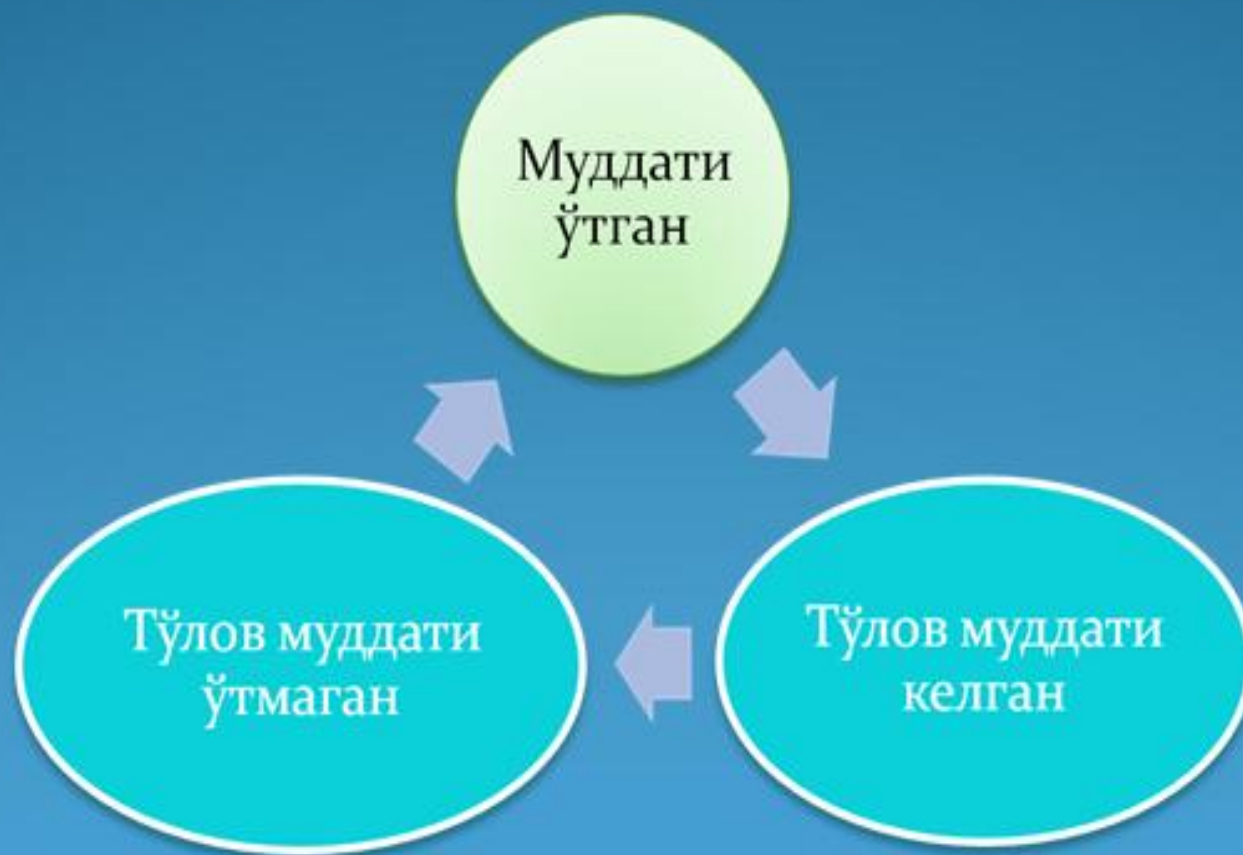 Муддати
ўтган
Тўлов муддати
ўтмаган
Тўлов муддати
келган